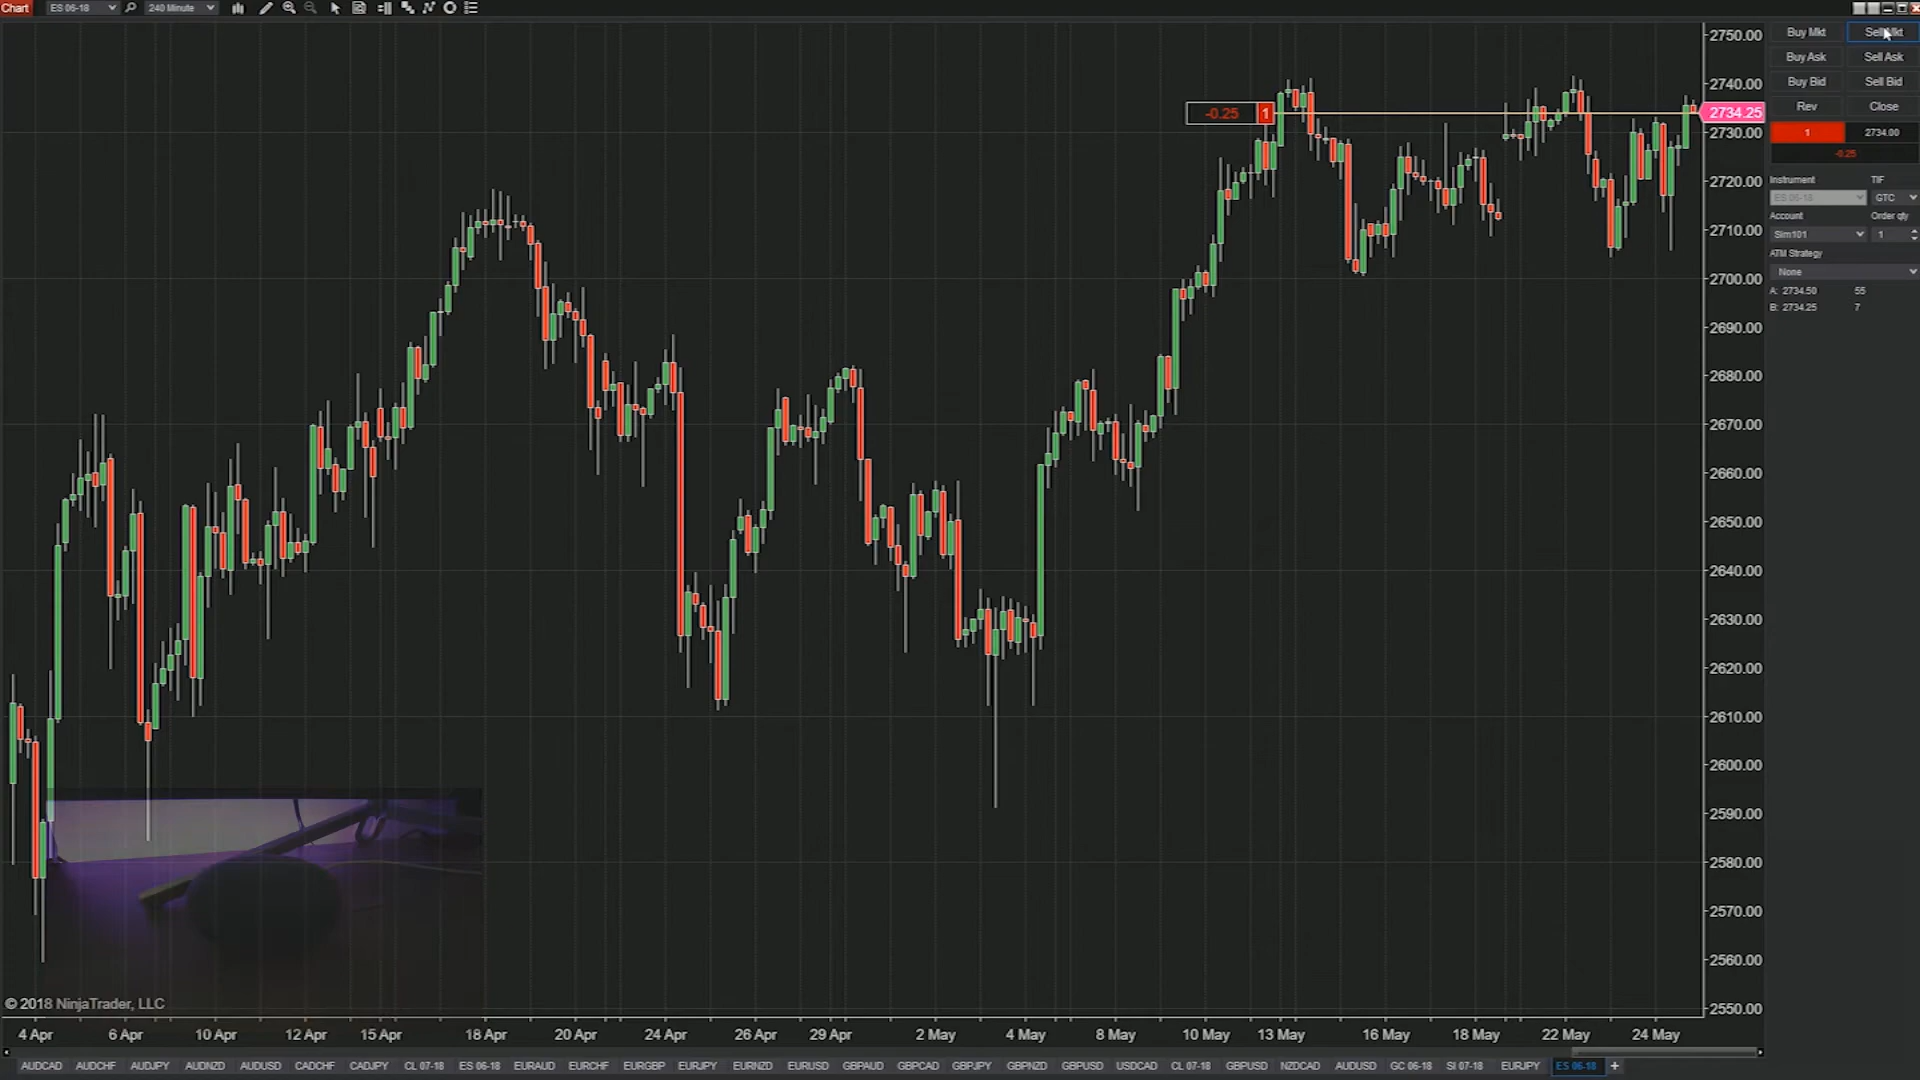 Chart ES 06-18 240 Minute
2750.00
2740.00
2734.25
2730.00
2720.00
2710.00
2700.00
2690.00
2680.00
2670.00
2660.00
2650.00
2640.00
2630.00
2620.00
2610.00
2600.00
2590.00
2580.00
2570.00
2560.00
2550.00
-0.25 1
Buy Mkt Sell Mkt
Buy Ask Sell Ask
Buy Bid Sell Bid
Rev Close
1 2734.00
-0.25
Instrument TIF
ES 06-18 GTC
Account Order qty
Sim101 1
ATM Strategy
None
A: 2734.50 55
B: 2734.25 7
© 2018 NinjaTrader, LLC
4 Apr 6 Apr 10 Apr 12 Apr 15 Apr 18 Apr 20 Apr 24 Apr 26 Apr 29 Apr 2 May 4 May 8 May 10 May 13 May 16 May 18 May 22 May 24 May
AUDCAD AUDCHF AUDJPY AUDNZD AUDUSD CADCHF CADJPY CL 07-18 ES 06-18 EURAUD EURCHF EURGBP EURJPY EURNZD EURUSD GBPAUD GBPCAD GBPJPY GBPNZD GBPUSD USDCAD CL 07-18 GBPUSD NZDCAD AUDUSD GC 06-18 SI 07-18 EURJPY ES 06-18 +